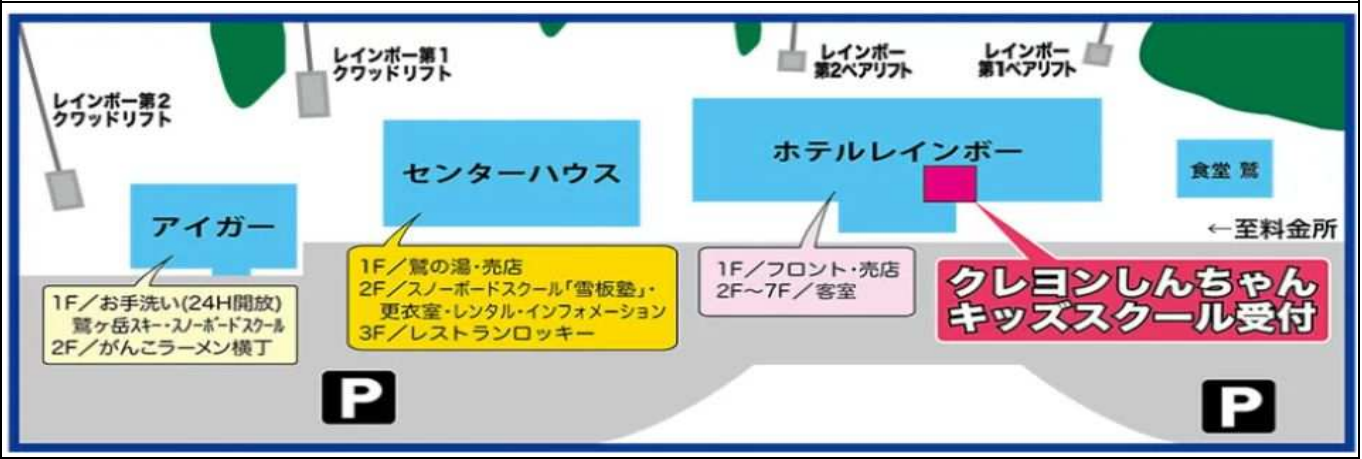 レインボー第1
クワッドリフト
レインボー
第2ペアリフト
レインボー
第1ペアリフト
レインボー第2
クワッドリフト
アイガー
センターハウス
ホテルレインボー
食堂 鷲
←至料金所
1F／お手洗い(24H開放)
鷲ヶ岳スキー・スノーボードスクール
2F／がんこラーメン横丁
1F／鷲の湯・売店
2F／スノーボードスクール「雪板塾」・
更衣室・レンタル・インフォメーション
3F／レストランロッキー
1F／フロント・売店
2F〜7F／客室
クレヨンしんちゃん
キッズスクール受付
P
P